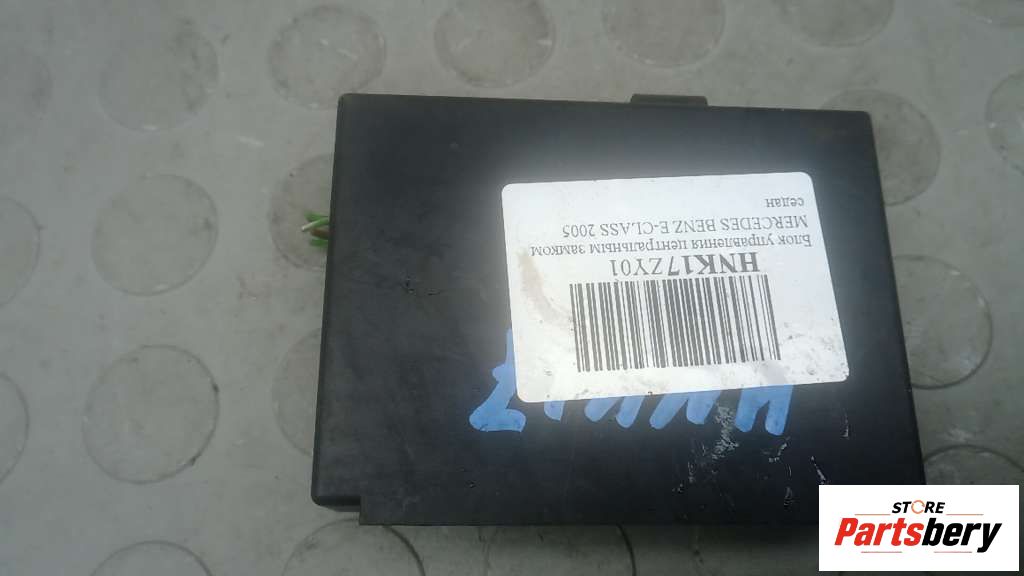 HNK17ZY01
Блок управления центральным замком
MERCEDES BENZ E-CLASS 2005
седан
HNK17
STORE
Partsbery